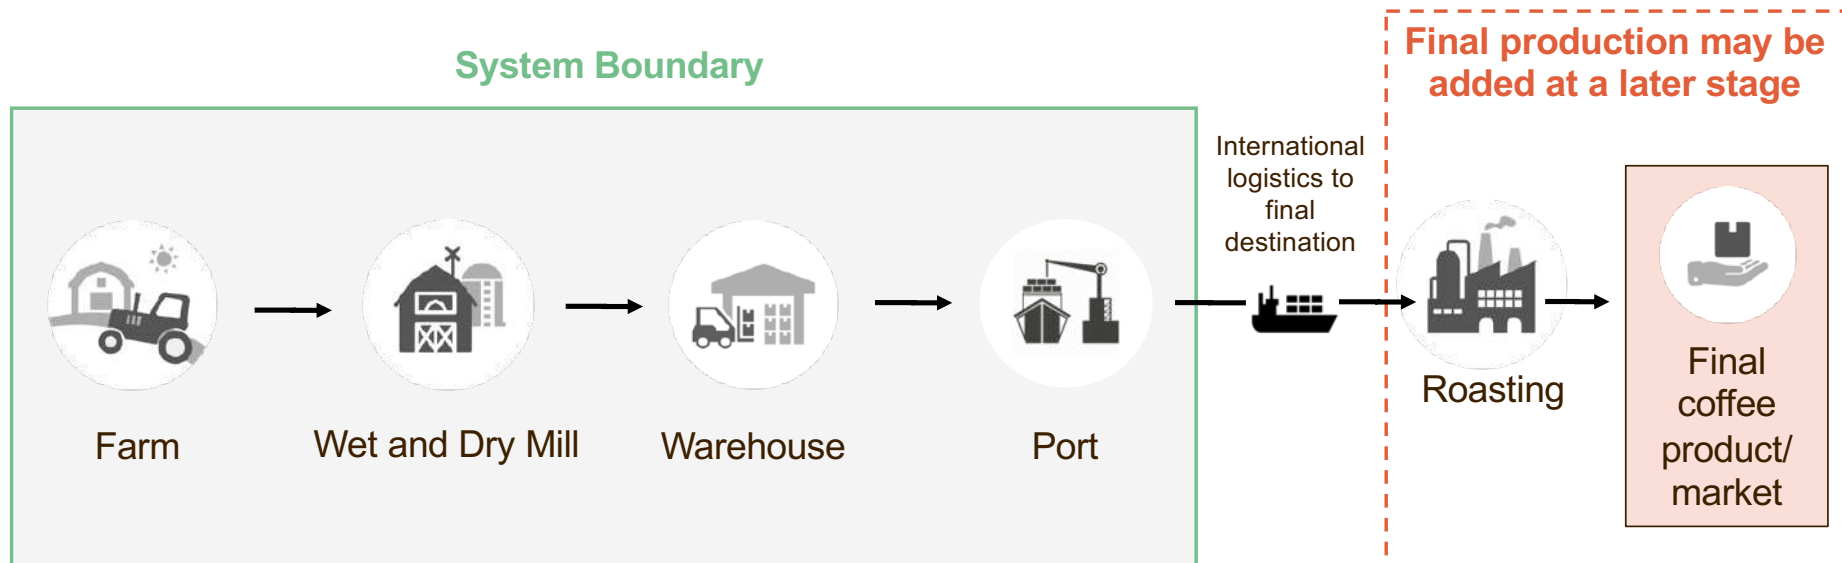 System Boundary
Final production may be
added at a later stage
International
logistics to
final
destination
Farm
Wet and Dry Mill
Warehouse
Port
Roasting
Final
coffee
product/
market